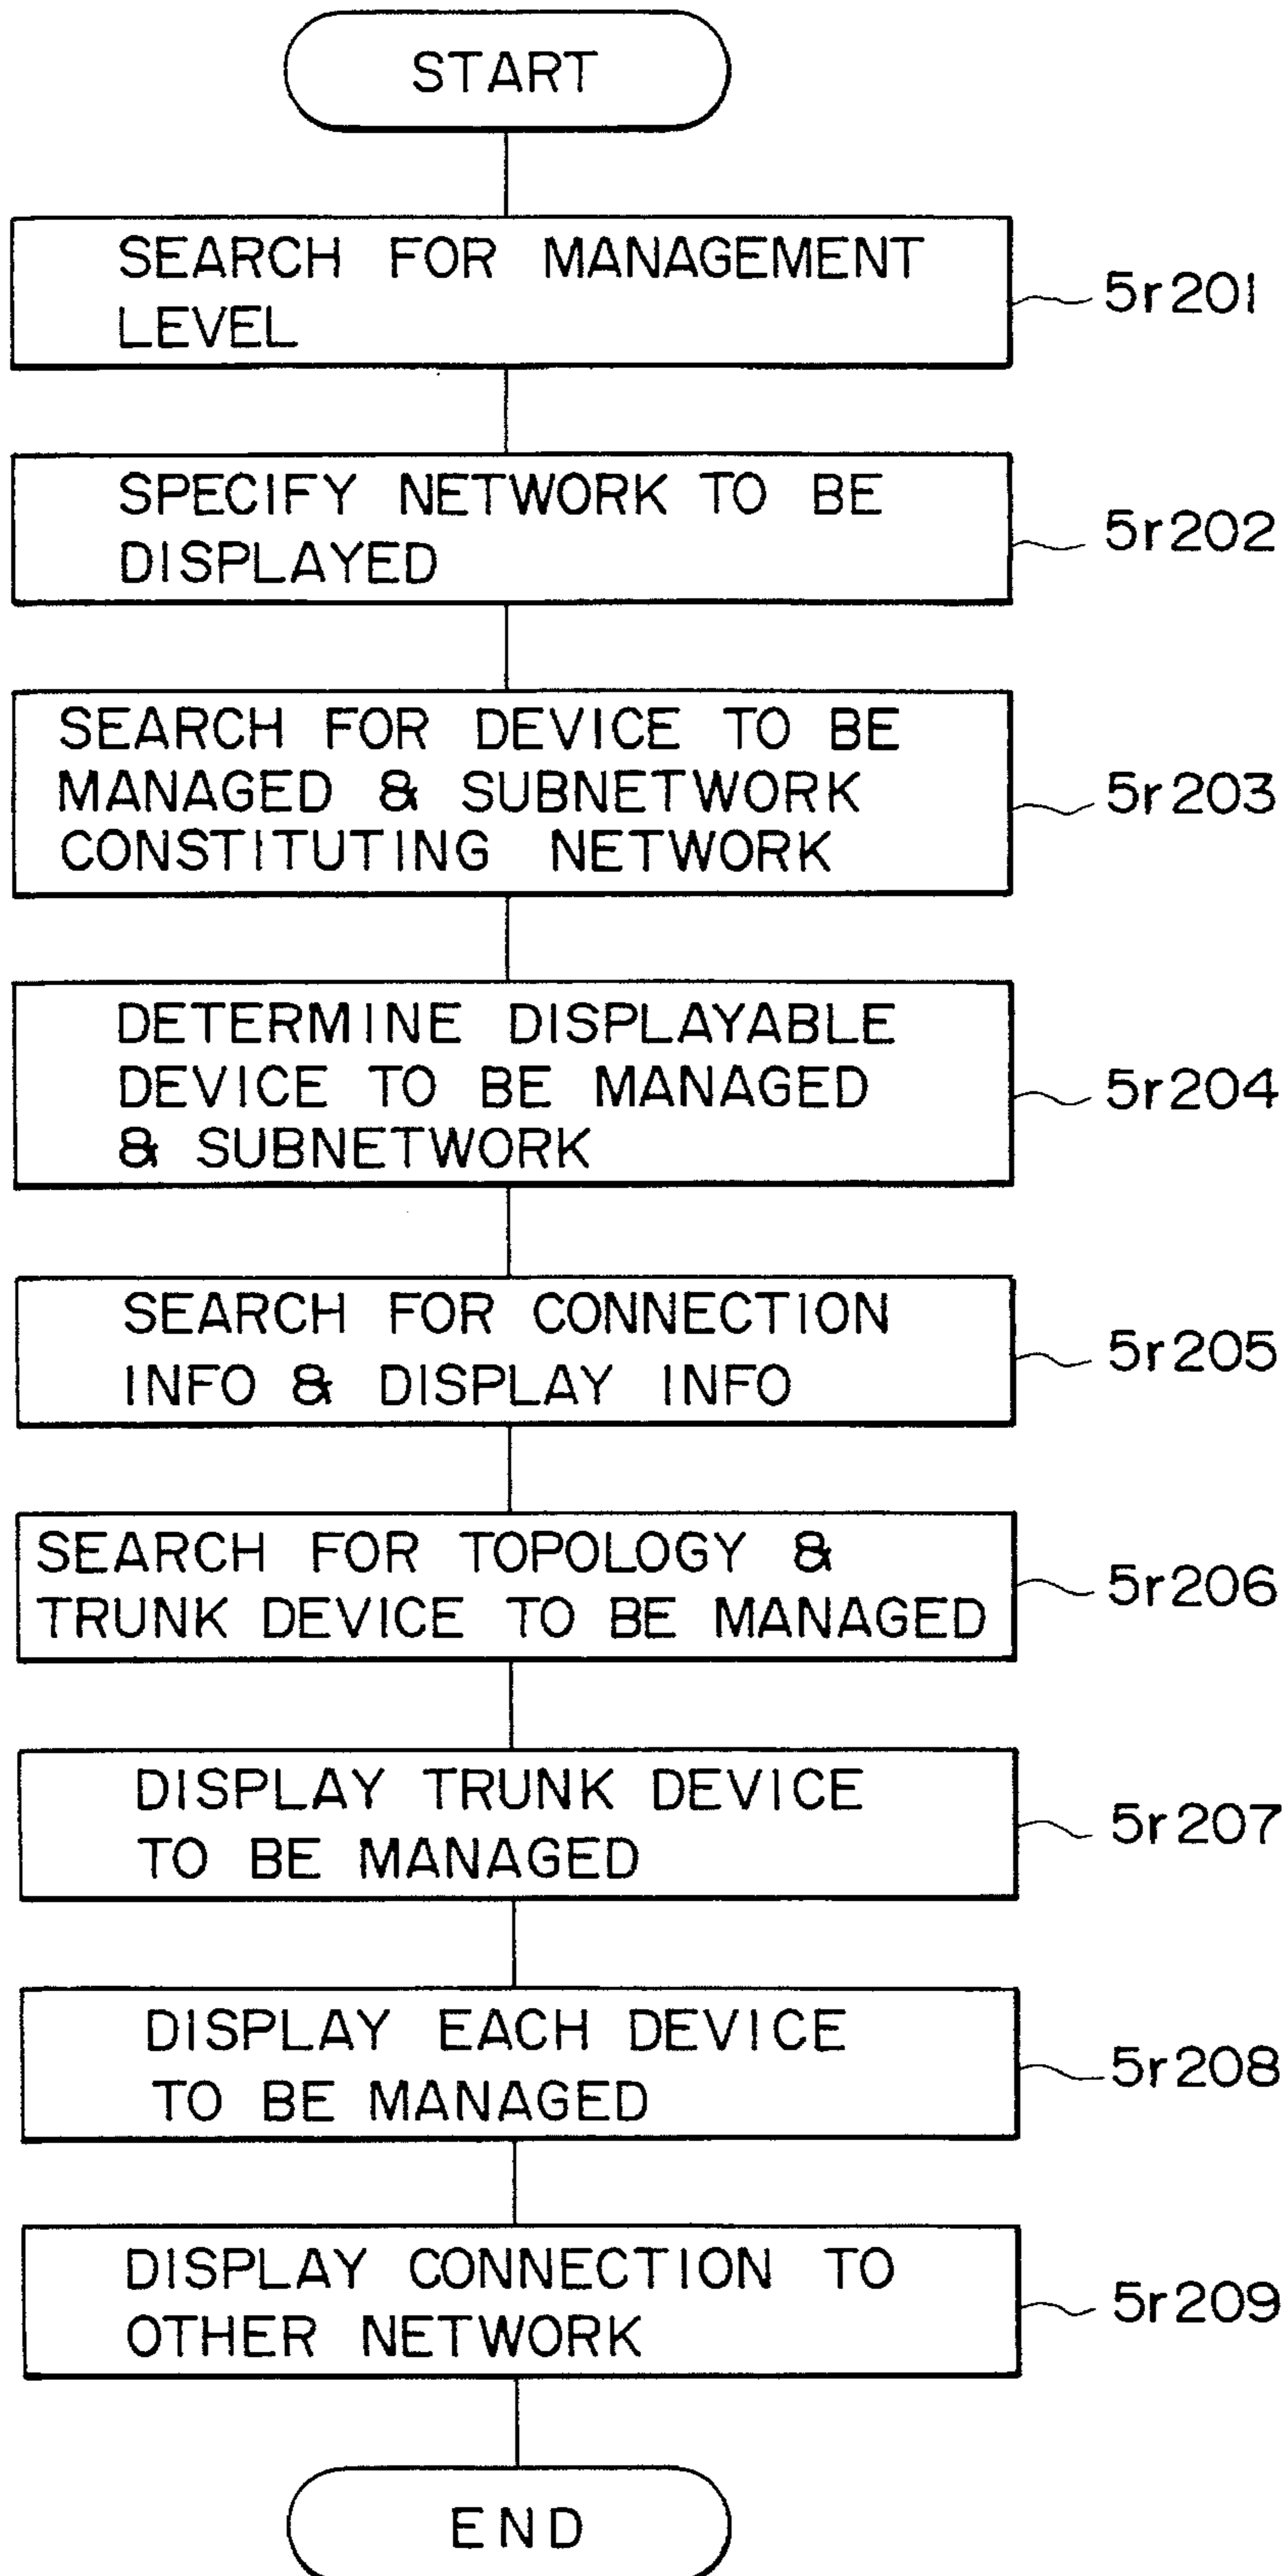 START
SEARCH FOR MANAGEMENT
LEVEL
5r201
SPECIFY NETWORK TO BE
DISPLAYED
5r202
SEARCH FOR DEVICE TO BE
MANAGED & SUBNETWORK
CONSTITUTING NETWORK
5r203
DETERMINE DISPLAYABLE
DEVICE TO BE MANAGED
& SUBNETWORK
5r204
SEARCH FOR CONNECTION
INFO & DISPLAY INFO
5r205
SEARCH FOR TOPOLOGY &
TRUNK DEVICE TO BE MANAGED
5r206
DISPLAY TRUNK DEVICE
TO BE MANAGED
5r207
DISPLAY EACH DEVICE
TO BE MANAGED
5r208
DISPLAY CONNECTION TO
OTHER NETWORK
5r209
END